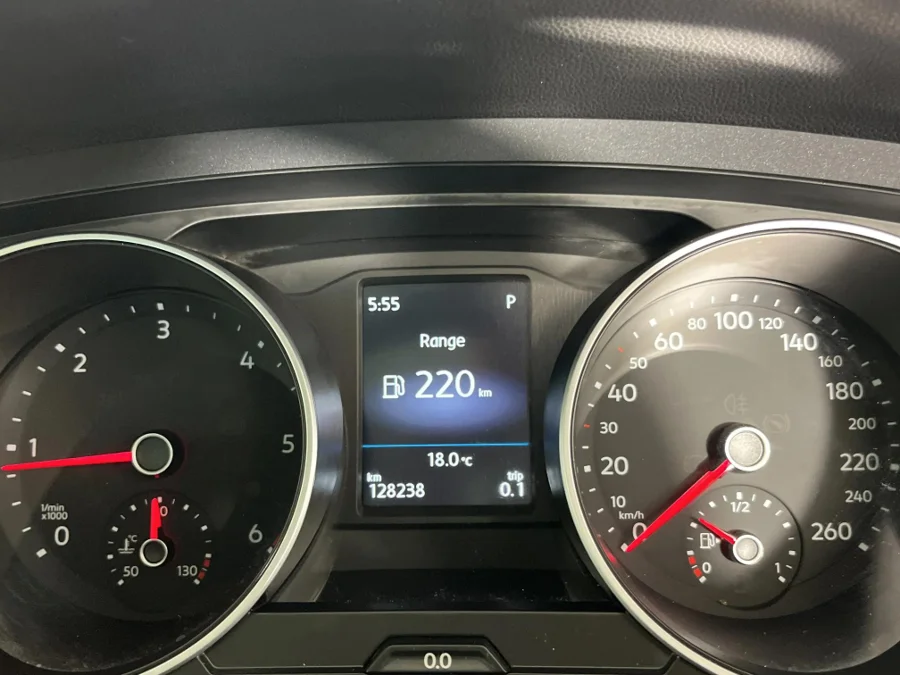 5:55 P
Range
220 km
18.0°C
km trip
128238 0.1
0 1 2 3 4 5 6
1/min
x1000
°C
50 130
0 10 20 30 40 50 60 80 100 120 140 160 180 200 220 240 260
km/h
0 1/2 1
0.0